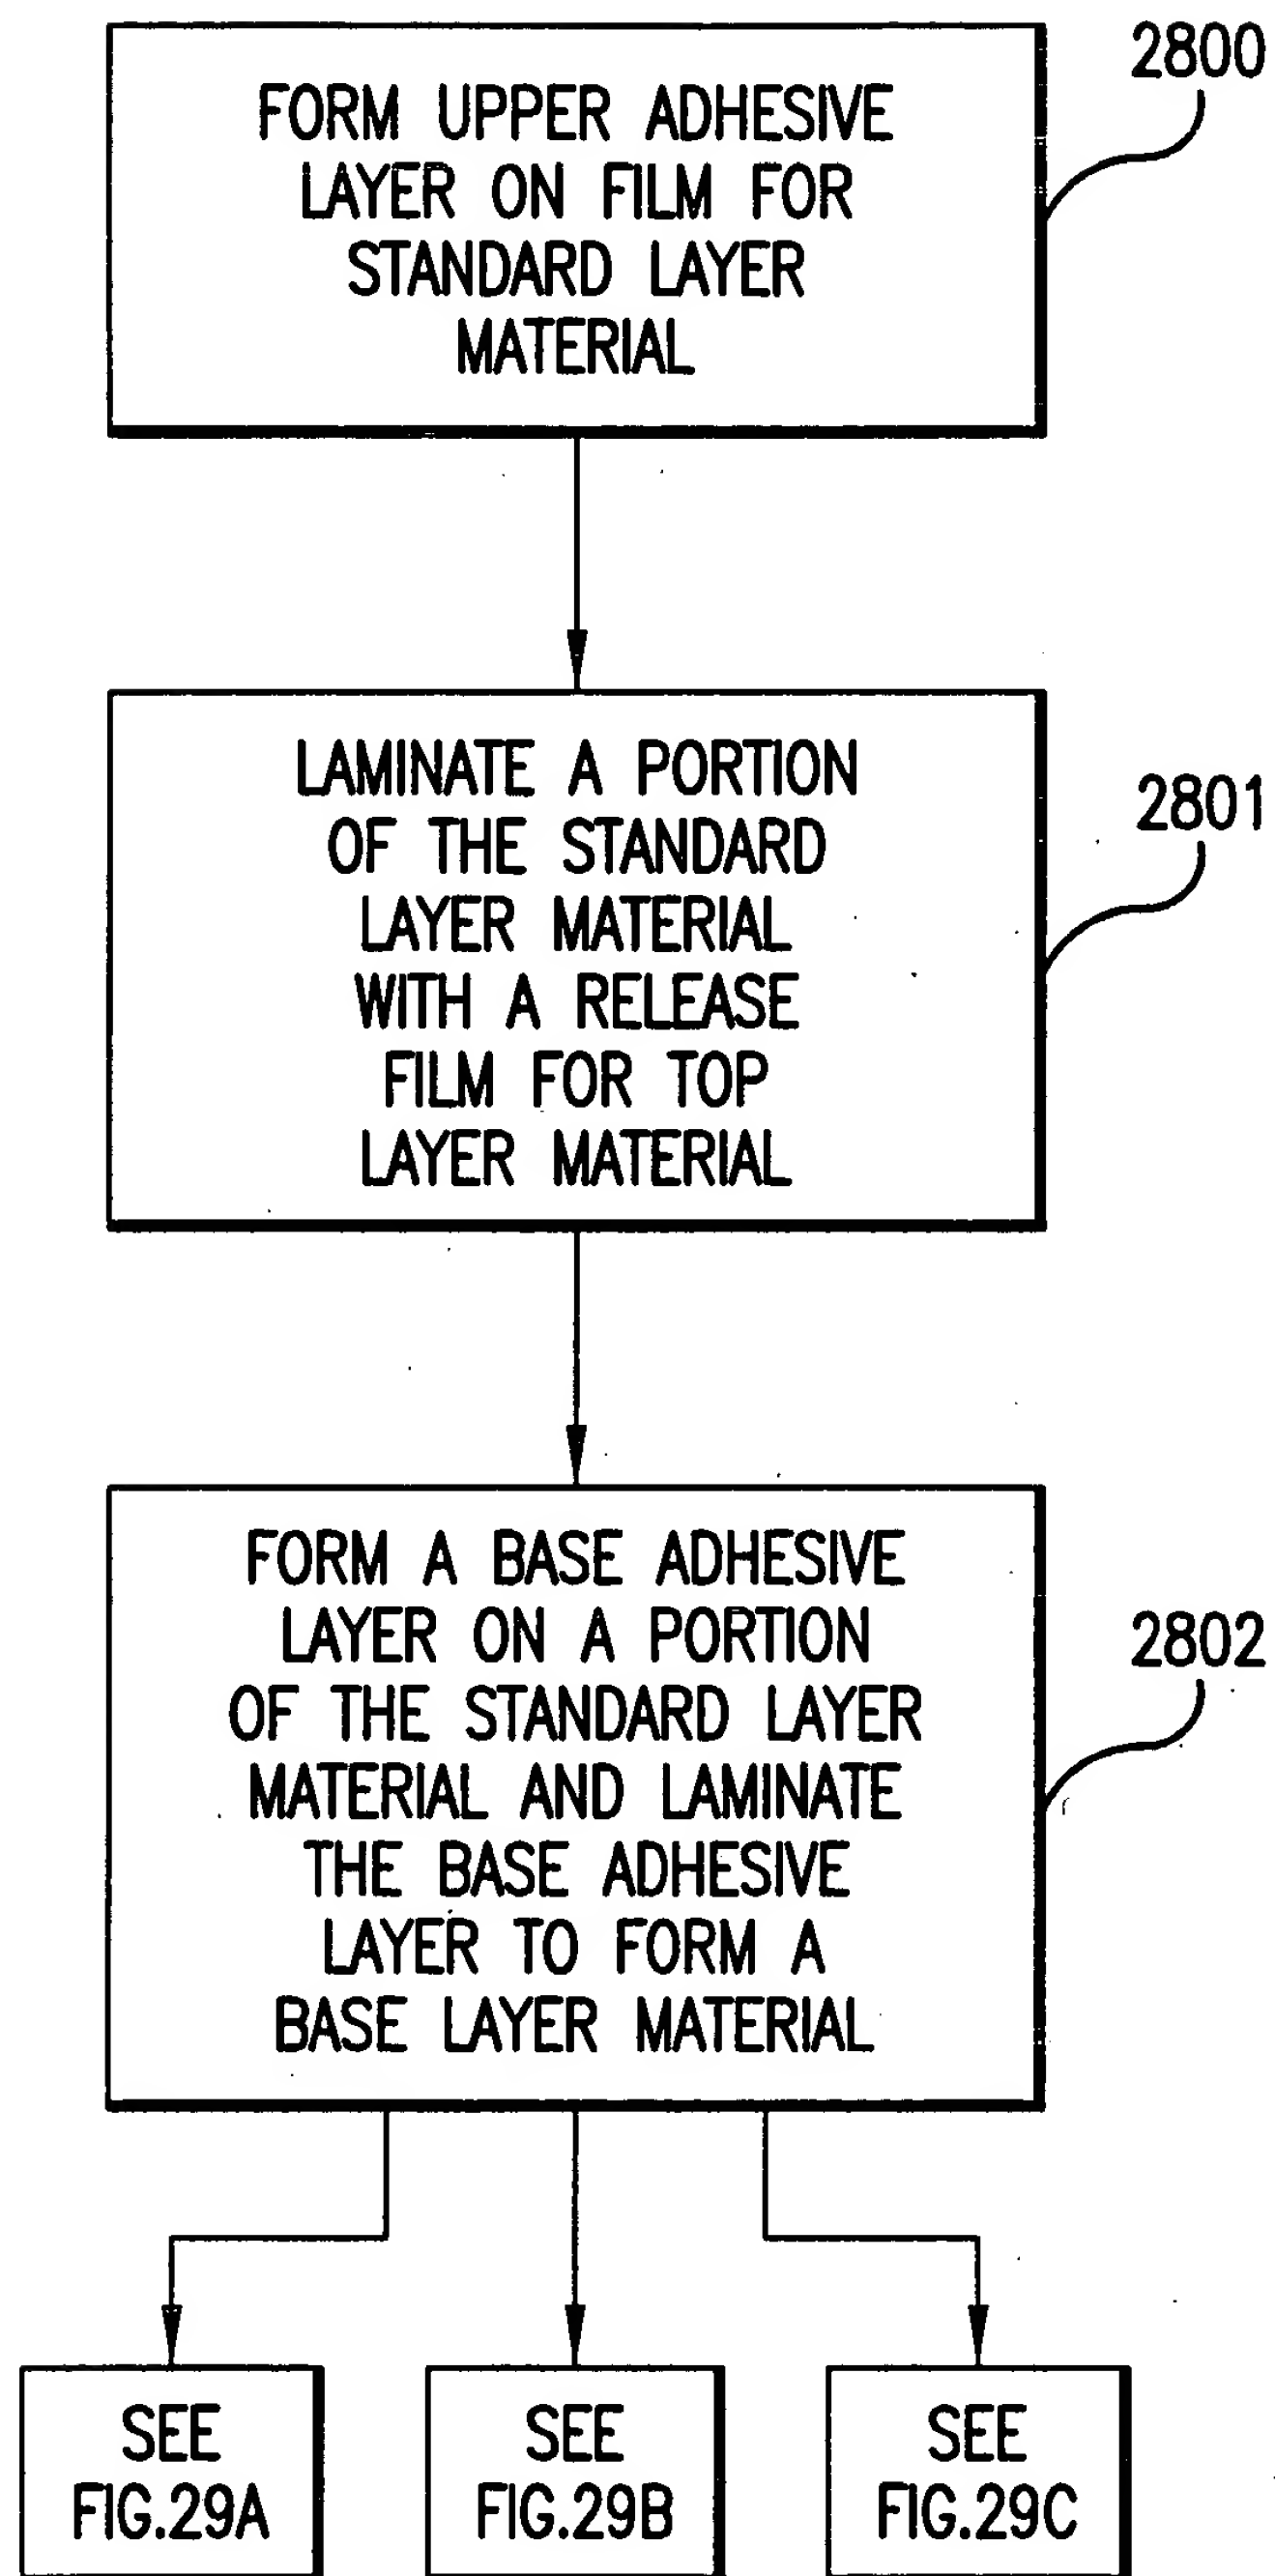 2800
FORM UPPER ADHESIVE
LAYER ON FILM FOR
STANDARD LAYER
MATERIAL
2801
LAMINATE A PORTION
OF THE STANDARD
LAYER MATERIAL
WITH A RELEASE
FILM FOR TOP
LAYER MATERIAL
2802
FORM A BASE ADHESIVE
LAYER ON A PORTION
OF THE STANDARD LAYER
MATERIAL AND LAMINATE
THE BASE ADHESIVE
LAYER TO FORM A
BASE LAYER MATERIAL
SEE
FIG.29A
SEE
FIG.29B
SEE
FIG.29C